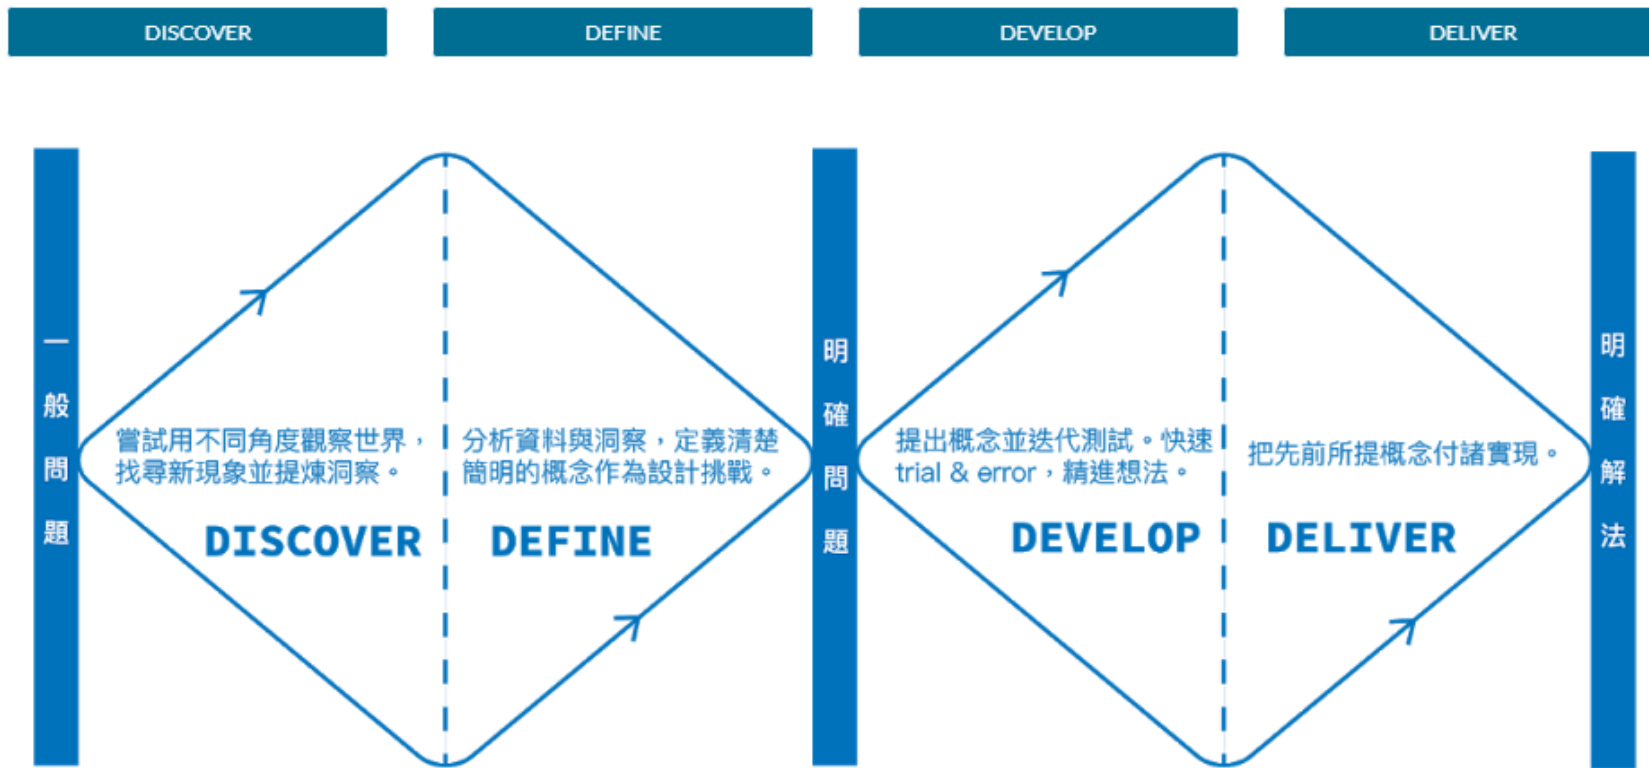 DISCOVER
DEFINE
DEVELOP
DELIVER
一般問題
嘗試用不同角度觀察世界，
找尋新現象並提煉洞察。
DISCOVER
分析資料與洞察，定義清楚
簡明的概念作為設計挑戰。
DEFINE
明確問題
提出概念並迭代測試。快速
trial & error，精進想法。
DEVELOP
把先前所提概念付諸實現。
DELIVER
明確解法